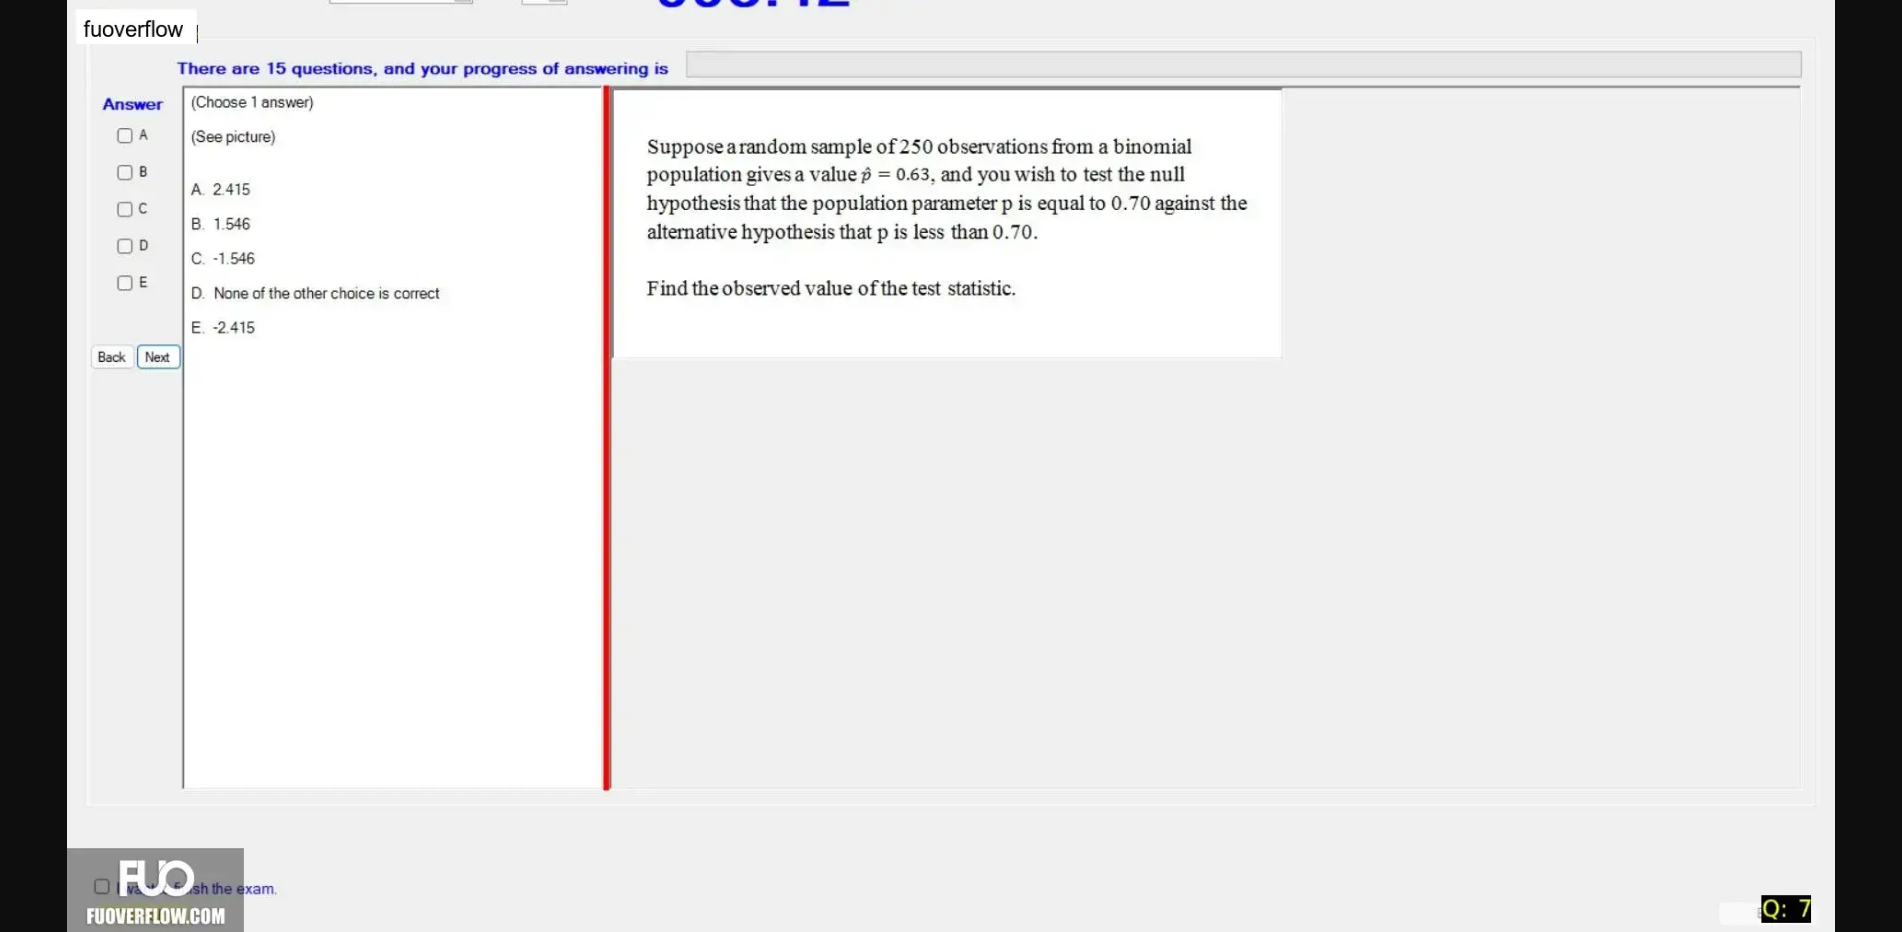 fuoverflow
There are 15 questions, and your progress of answering is
Answer
A
B
C
D
E
Back Next
(Choose 1 answer)
(See picture)
A. 2.415
B. 1.546
C. -1.546
D. None of the other choice is correct
E. -2.415
Suppose a random sample of 250 observations from a binomial
population gives a value p̂ = 0.63, and you wish to test the null
hypothesis that the population parameter p is equal to 0.70 against the
alternative hypothesis that p is less than 0.70.
Find the observed value of the test statistic.
FUO
the exam.
FUOVERFLOW.COM
Q: 7